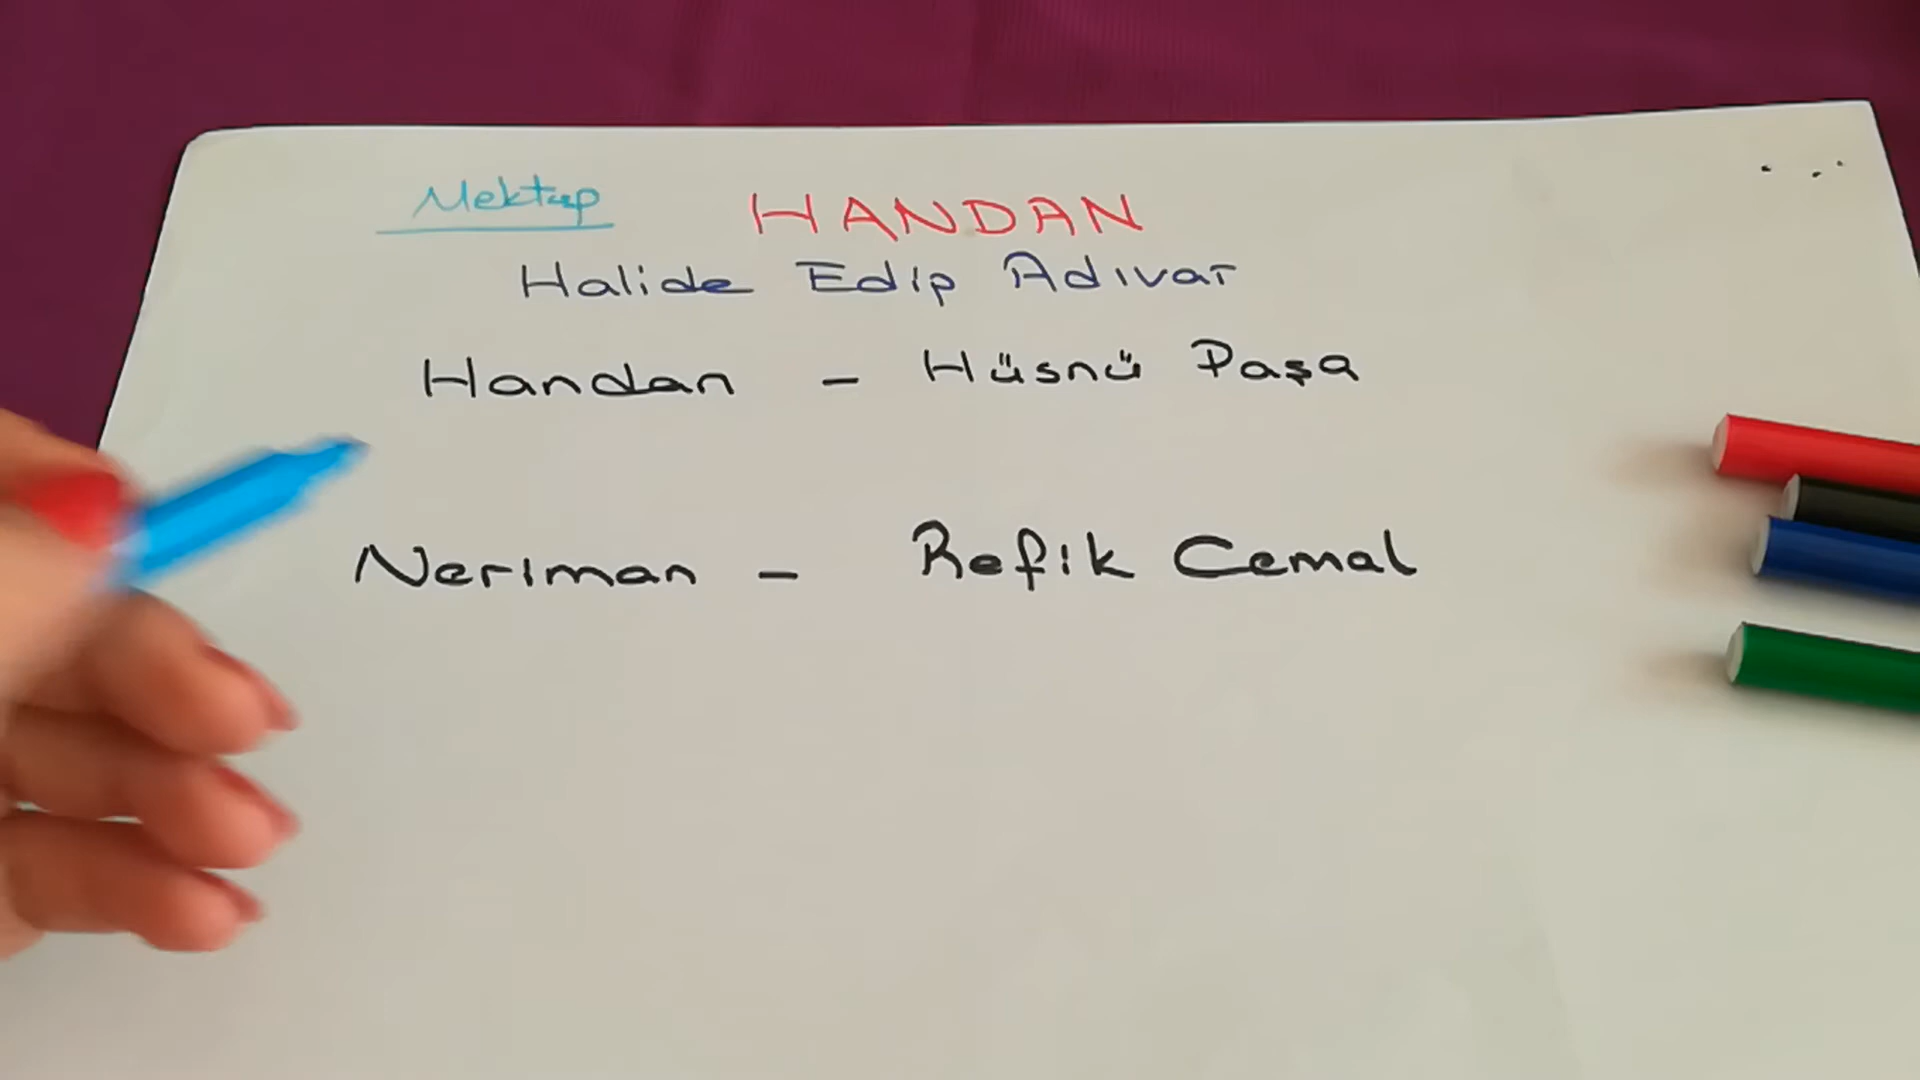 Mektup HANDAN
Halide Edip Adıvar
Handan - Hüsnü Paşa
Neriman - Refik Cemal